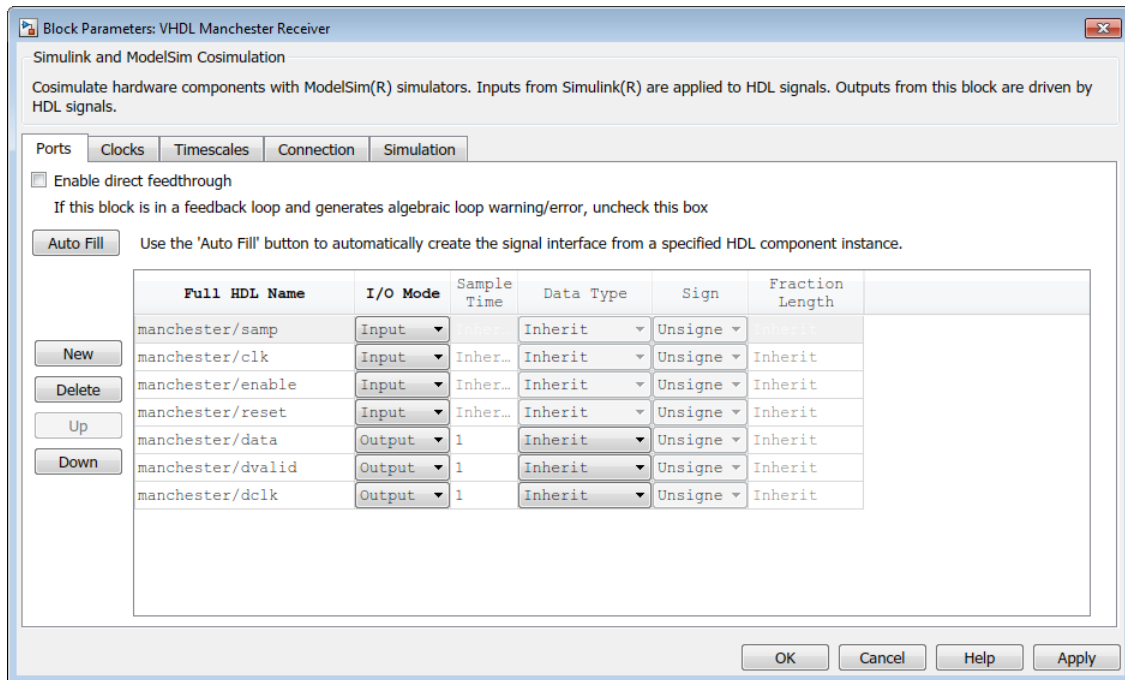 Block Parameters: VHDL Manchester Receiver
Simulink and ModelSim Cosimulation
Cosimulate hardware components with ModelSim(R) simulators. Inputs from Simulink(R) are applied to HDL signals. Outputs from this block are driven by
HDL signals.
Ports Clocks Timescales Connection Simulation
Enable direct feedthrough
If this block is in a feedback loop and generates algebraic loop warning/error, uncheck this box
Auto Fill Use the 'Auto Fill' button to automatically create the signal interface from a specified HDL component instance.
Full HDL Name I/O Mode Sample Time Data Type Sign Fraction Length
manchester/samp Input Inher... Inherit Unsigne Inherit
New manchester/clk Input Inher... Inherit Unsigne Inherit
Delete manchester/enable Input Inher... Inherit Unsigne Inherit
manchester/reset Input Inher... Inherit Unsigne Inherit
Up manchester/data Output 1 Inherit Unsigne Inherit
Down manchester/dvalid Output 1 Inherit Unsigne Inherit
manchester/dclk Output 1 Inherit Unsigne Inherit
OK Cancel Help Apply